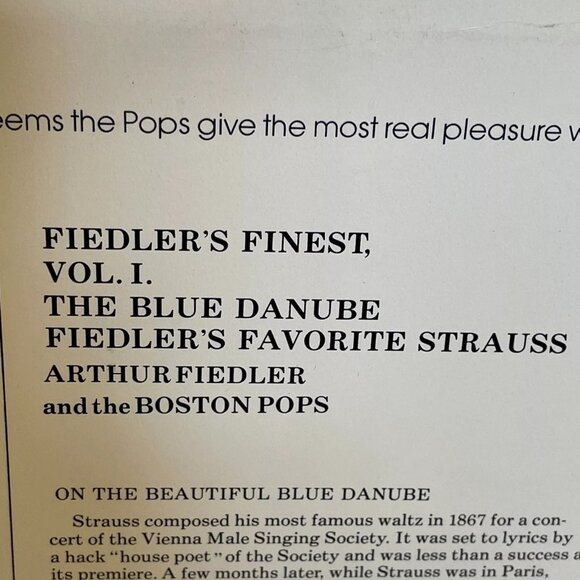 the Pops give the most real pleasure
FIEDLER'S FINEST,
VOL. I.
THE BLUE DANUBE
FIEDLER'S FAVORITE STRAUSS
ARTHUR FIEDLER
and the BOSTON POPS
ON THE BEAUTIFUL BLUE DANUBE
Strauss composed his most famous waltz in 1867 for a con-
cert of the Vienna Male Singing Society. It was set to lyrics by
a hack "house poet" of the Society and was less than a success
its premiere. A few months later, while Strauss was in Paris,